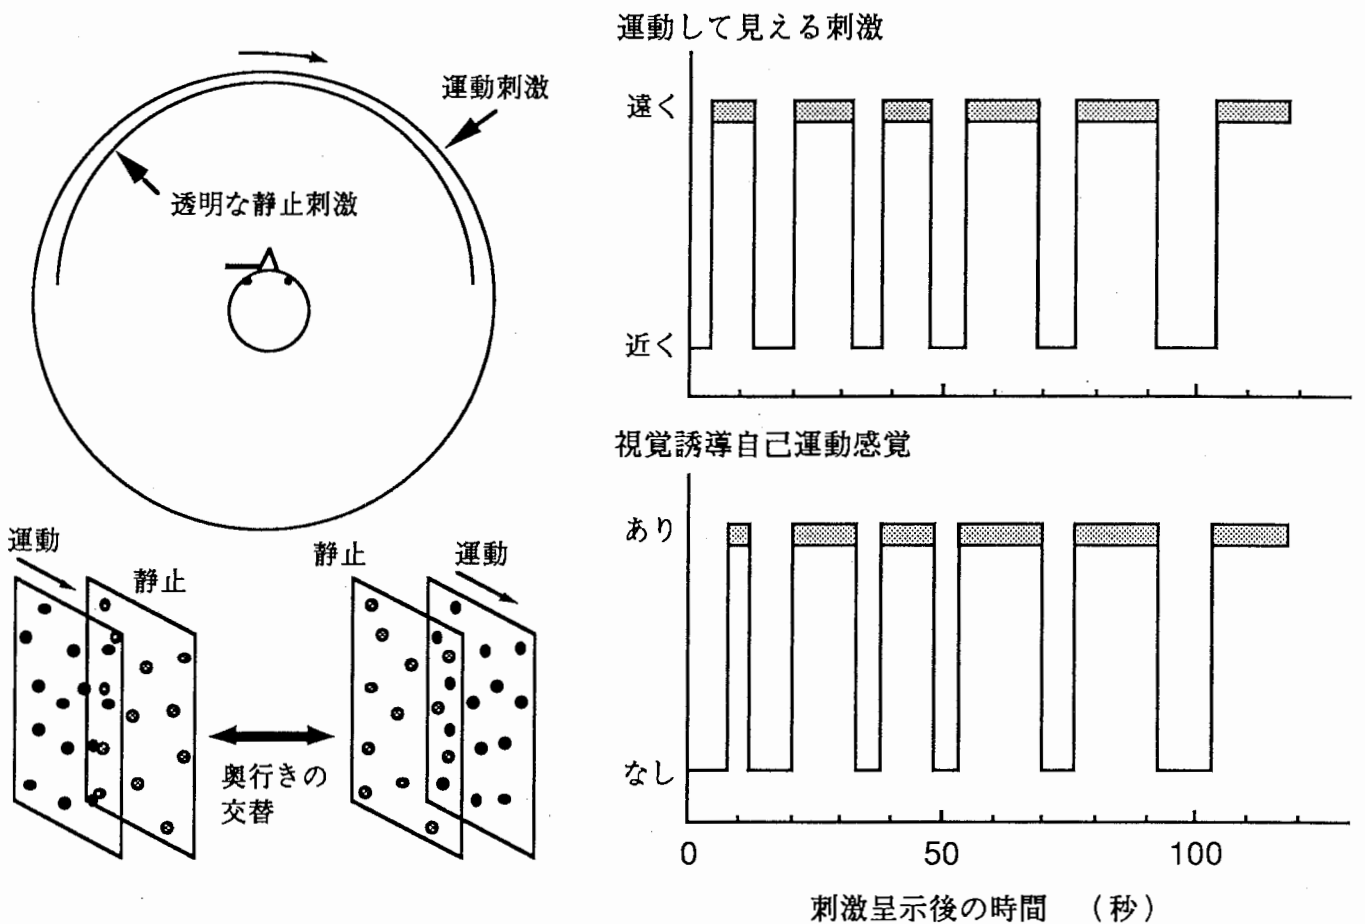 運動刺激
透明な静止刺激
運動
静止
静止
運動
奥行きの
交替
運動して見える刺激
遠く
近く
視覚誘導自己運動感覚
あり
なし
0
50
100
刺激呈示後の時間 (秒)